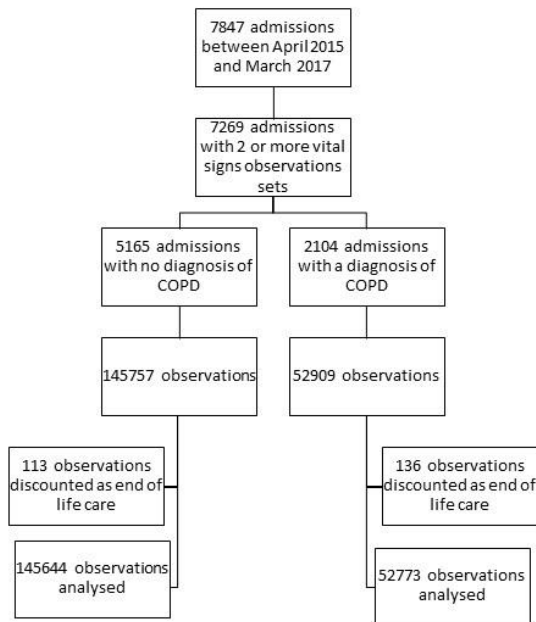 7847 admissions
between April 2015
and March 2017
7269 admissions
with 2 or more vital
signs observations
sets
5165 admissions
with no diagnosis of
COPD
2104 admissions
with a diagnosis of
COPD
145757 observations
52909 observations
113 observations
discounted as end of
life care
136 observations
discounted as end of
life care
145644 observations
analysed
52773 observations
analysed